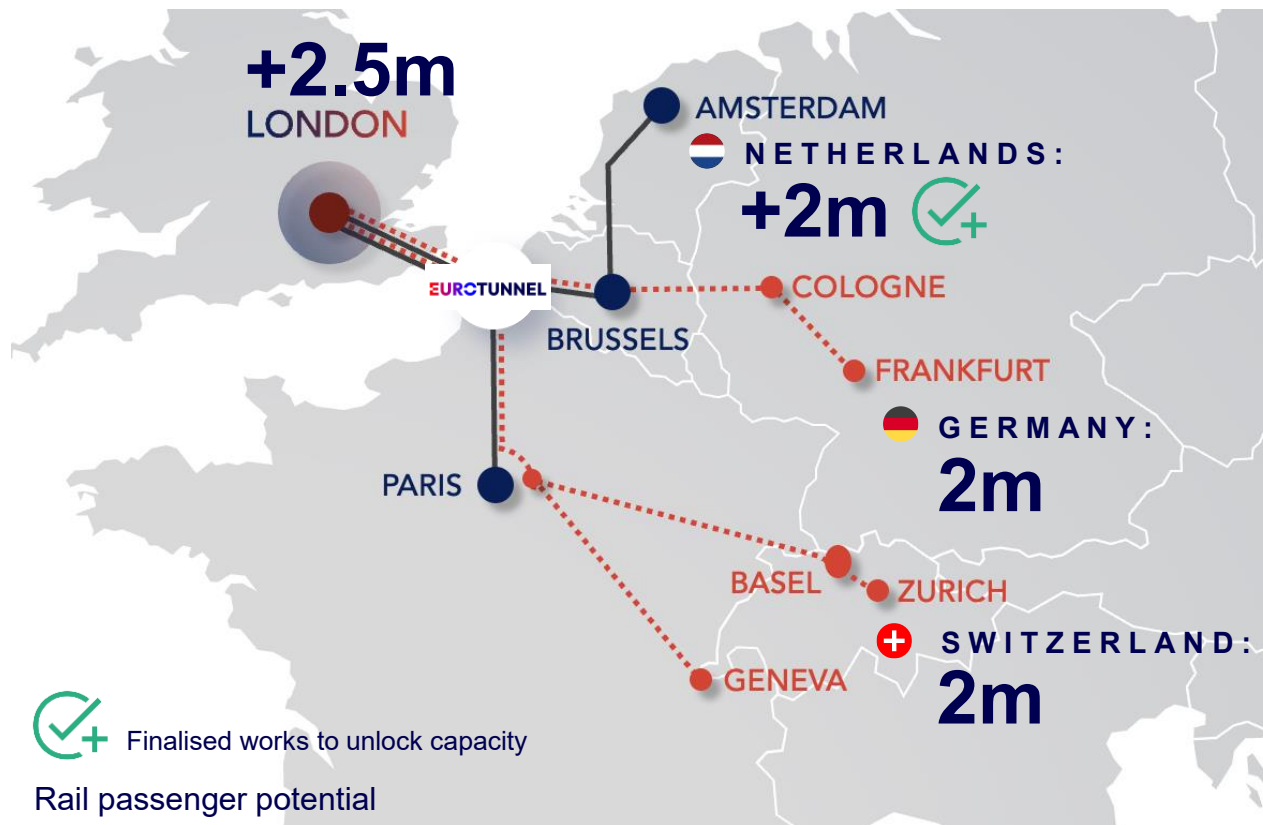 +2.5m
LONDON
AMSTERDAM
NETHERLANDS:
+2m
EUROTUNNEL
COLOGNE
BRUSSELS
FRANKFURT
GERMANY:
2m
PARIS
BASEL
ZURICH
SWITZERLAND:
GENEVA
2m
Finalised works to unlock capacity
Rail passenger potential